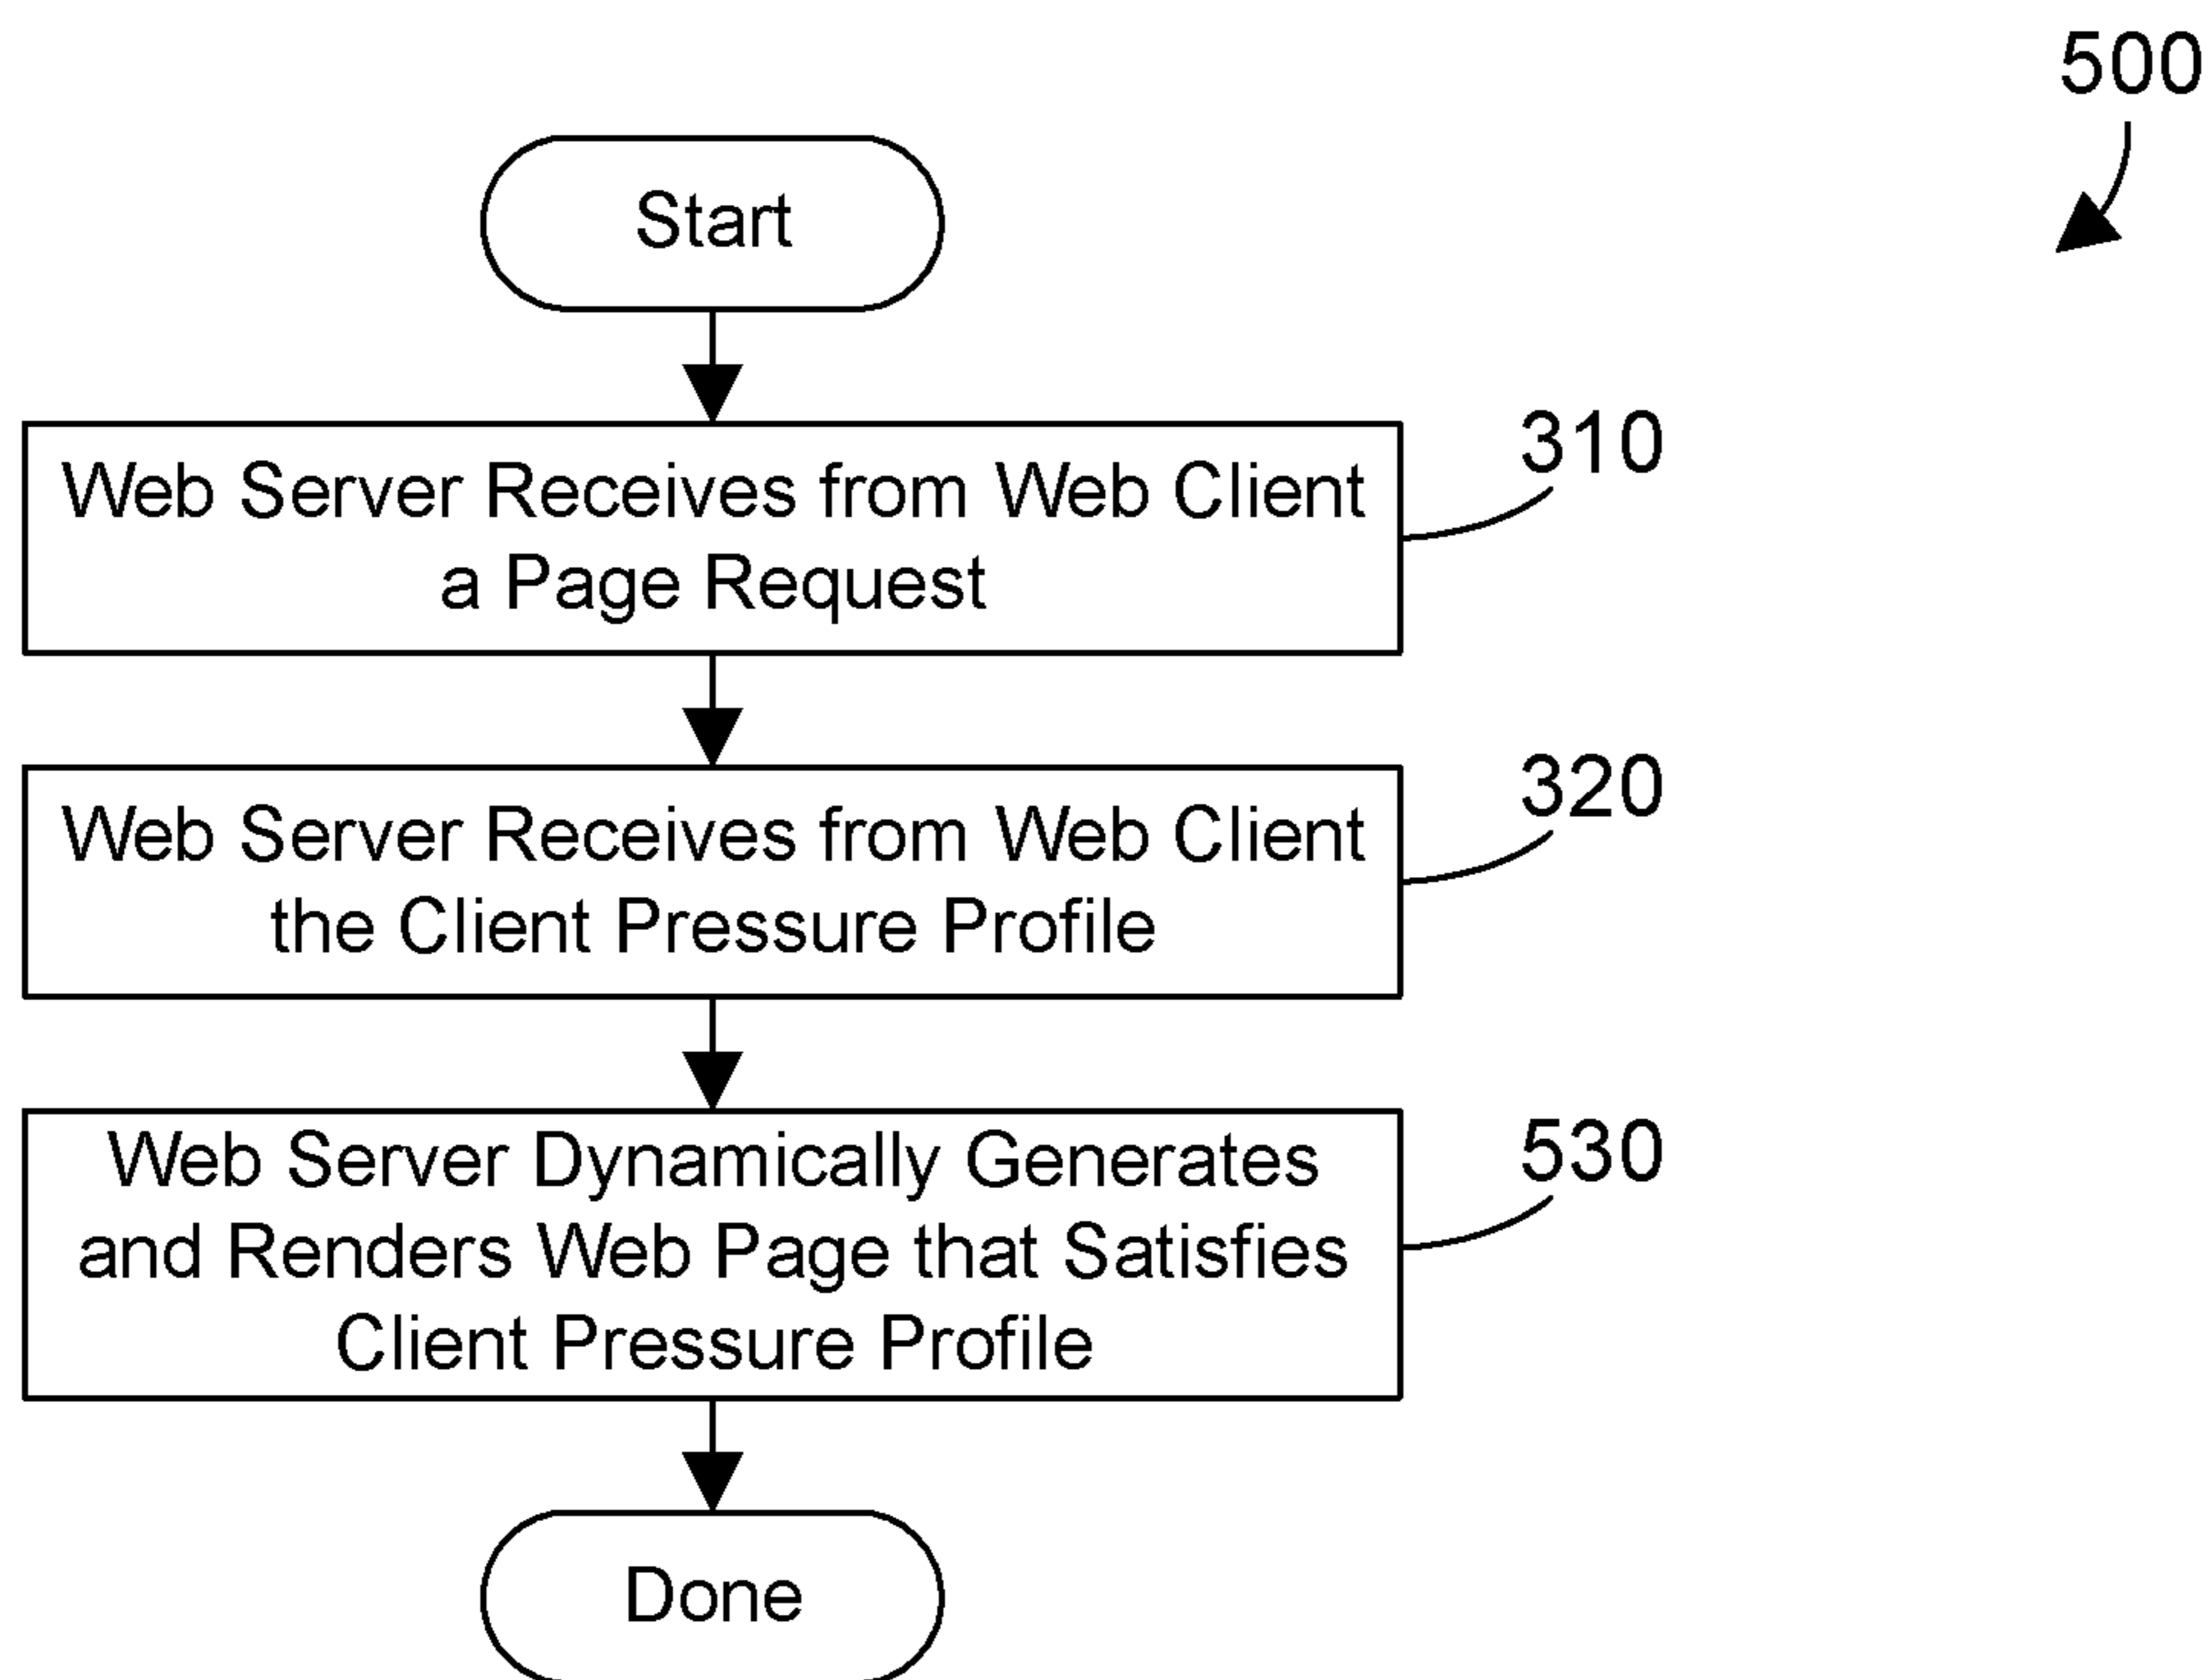 500
Start
310
Web Server Receives from Web Client
a Page Request
320
Web Server Receives from Web Client
the Client Pressure Profile
530
Web Server Dynamically Generates
and Renders Web Page that Satisfies
Client Pressure Profile
Done